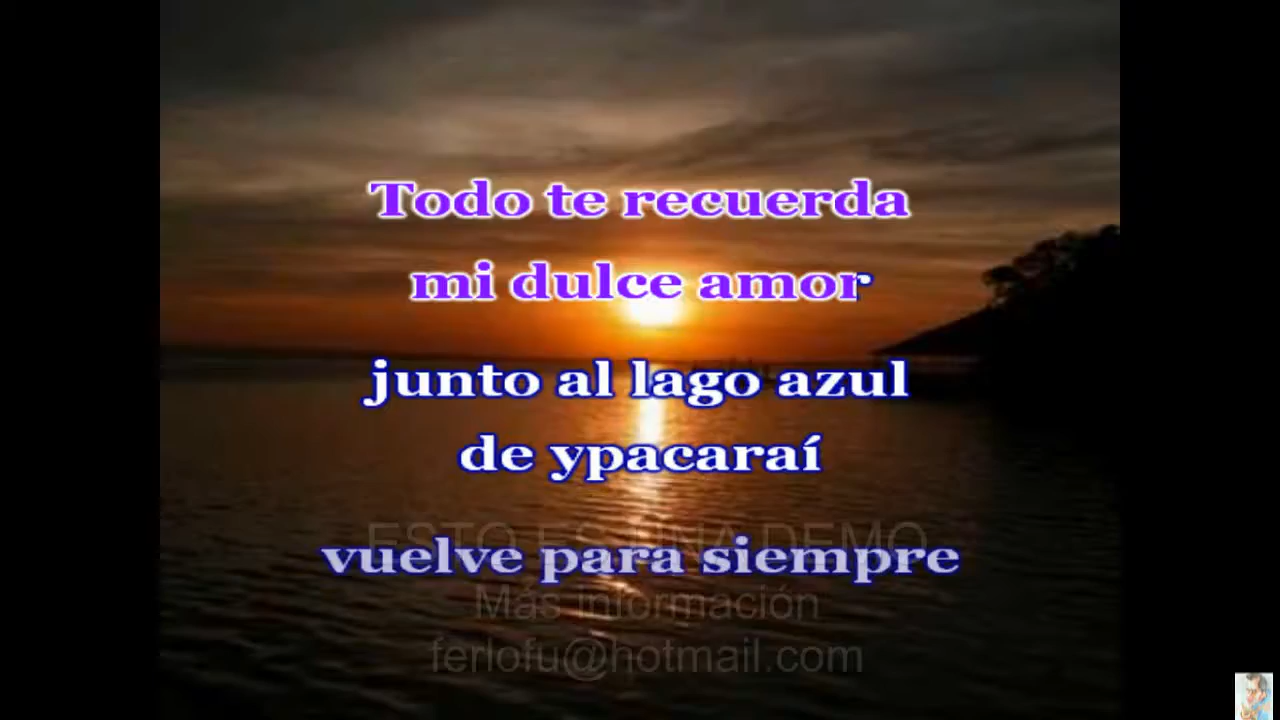 Todo te recuerda
mi dulce amor
junto al lago azul
de ypacaraí
ESTO ES UNA DEMO
vuelve para siempre
Más información
ferlofu@hotmail.com